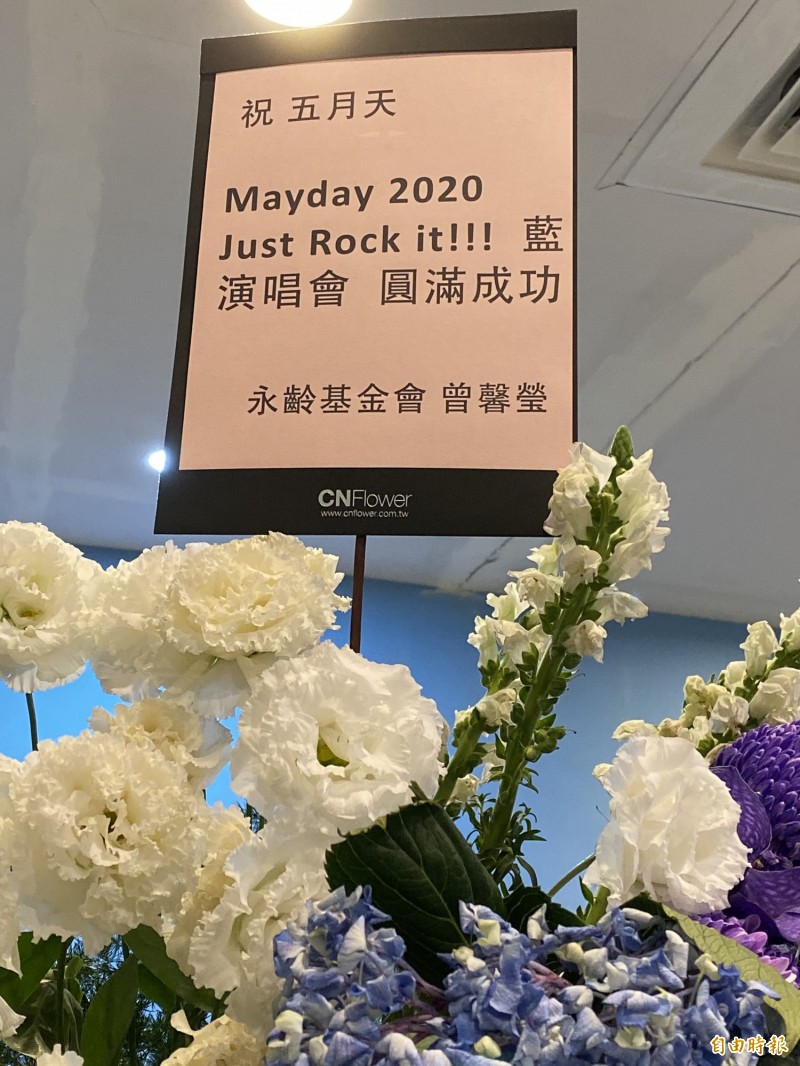 祝 五月天
Mayday 2020
Just Rock it!!! 藍
演唱會 圓滿成功
永齡基金會 曾馨瑩
CNFlower
www.cnflower.com.tw
自由時報